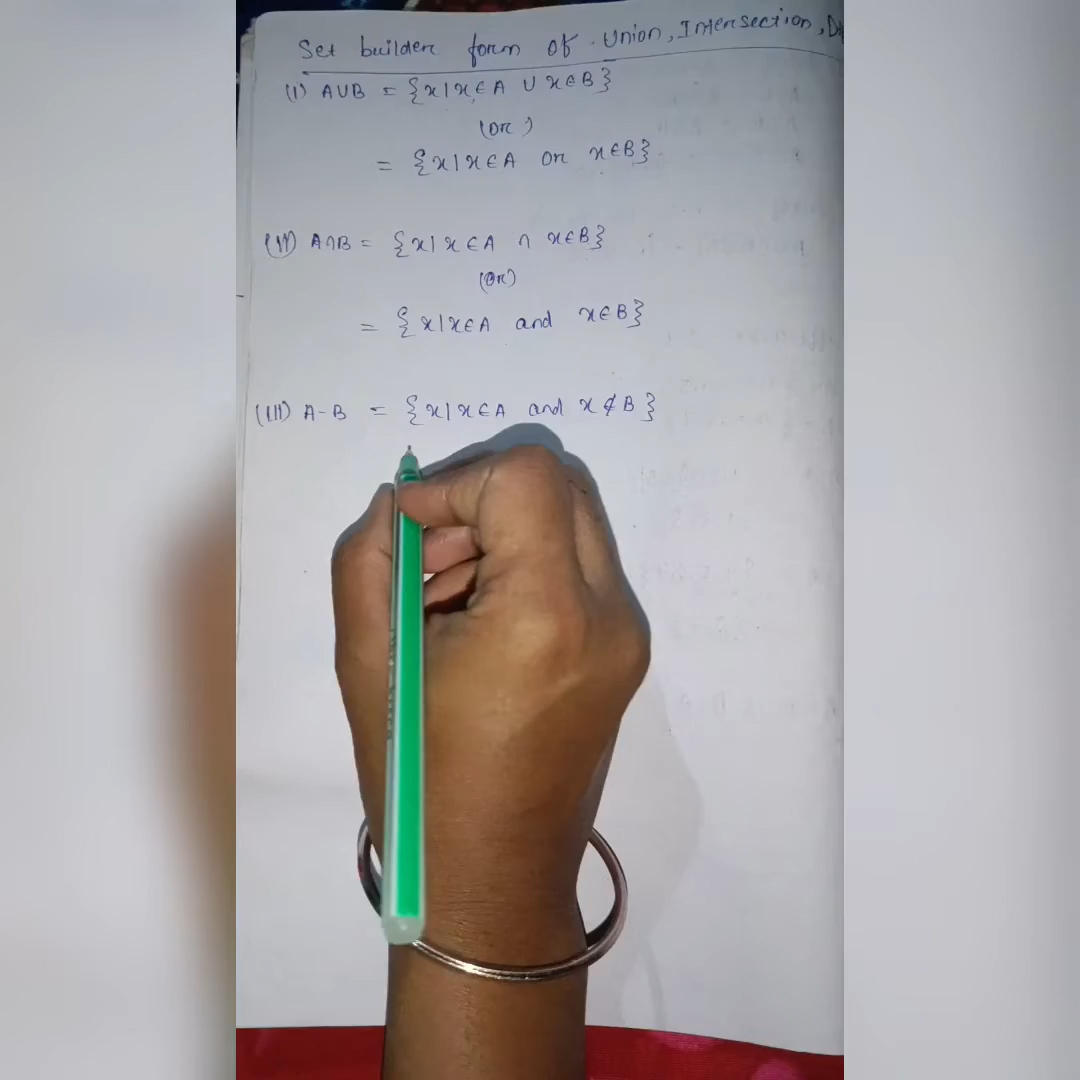 Set builder form of Union, Intersection,
(I) A∪B = {x|x∈A ∪ x∈B}
(or)
= {x|x∈A or x∈B}
(II) A∩B = {x|x∈A ∩ x∈B}
(or)
= {x|x∈A and x∈B}
(III) A-B = {x|x∈A and x∉B}